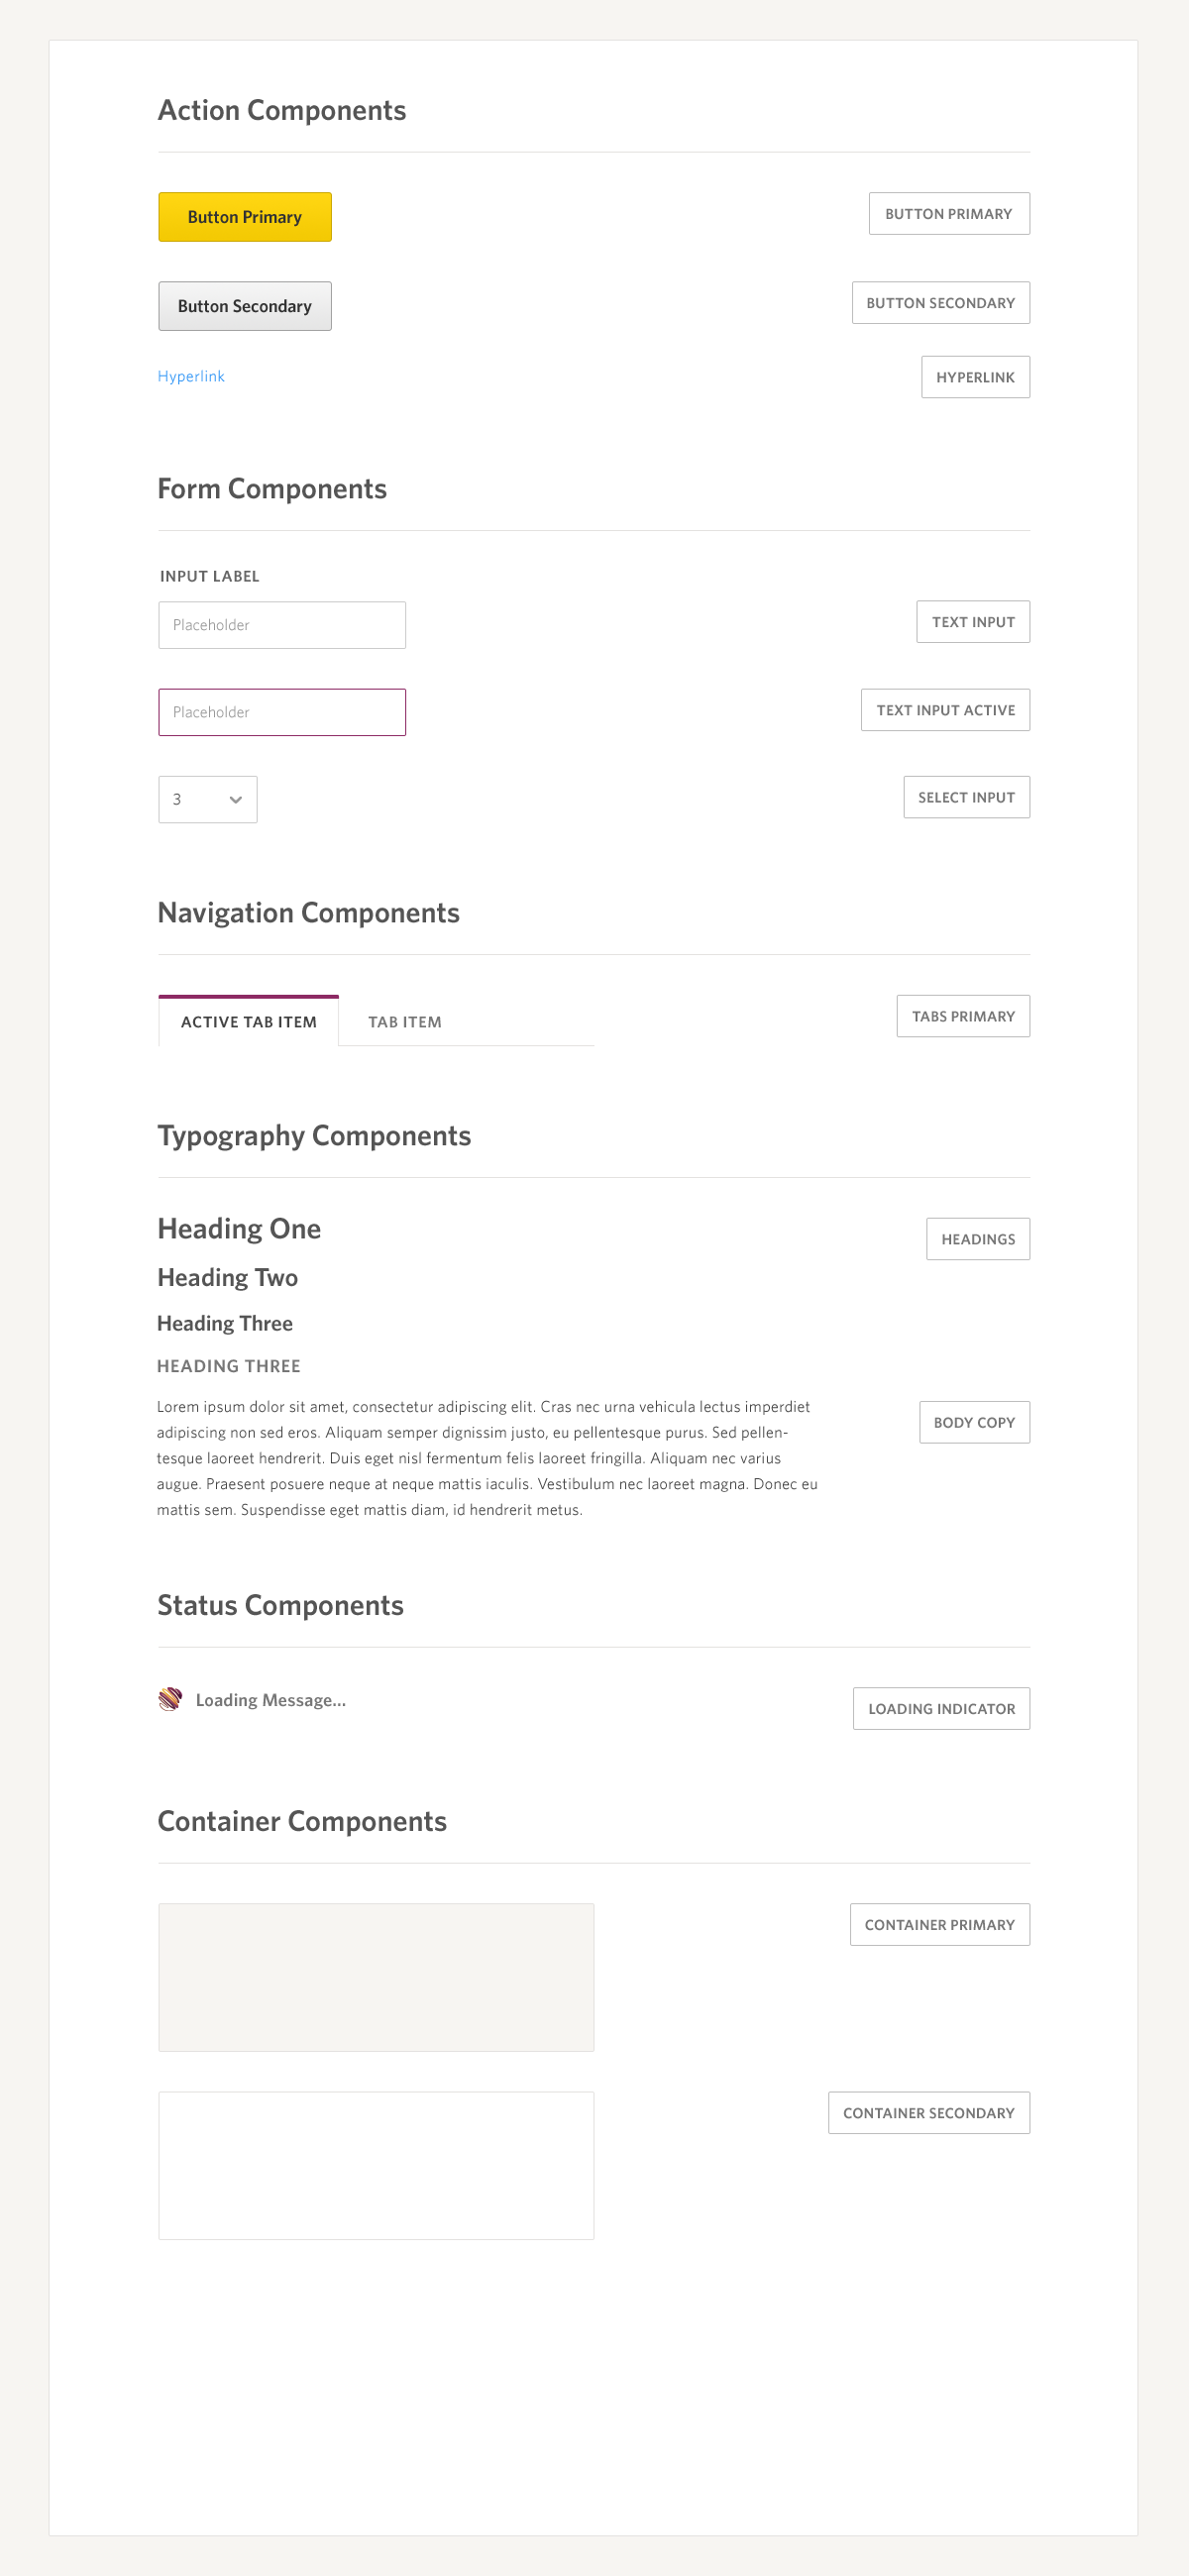 Action Components
Button Primary
BUTTON PRIMARY
Button Secondary
BUTTON SECONDARY
Hyperlink
HYPERLINK
Form Components
INPUT LABEL
Placeholder
TEXT INPUT
Placeholder
TEXT INPUT ACTIVE
3
SELECT INPUT
Navigation Components
ACTIVE TAB ITEM
TAB ITEM
TABS PRIMARY
Typography Components
Heading One
HEADINGS
Heading Two
Heading Three
HEADING THREE
Lorem ipsum dolor sit amet, consectetur adipiscing elit. Cras nec urna vehicula lectus imperdiet
adipiscing non sed eros. Aliquam semper dignissim justo, eu pellentesque purus. Sed pellen-
tesque laoreet hendrerit. Duis eget nisl fermentum felis laoreet fringilla. Aliquam nec varius
augue. Praesent posuere neque at neque mattis iaculis. Vestibulum nec laoreet magna. Donec eu
mattis sem. Suspendisse eget mattis diam, id hendrerit metus.
BODY COPY
Status Components
Loading Message...
LOADING INDICATOR
Container Components
CONTAINER PRIMARY
CONTAINER SECONDARY